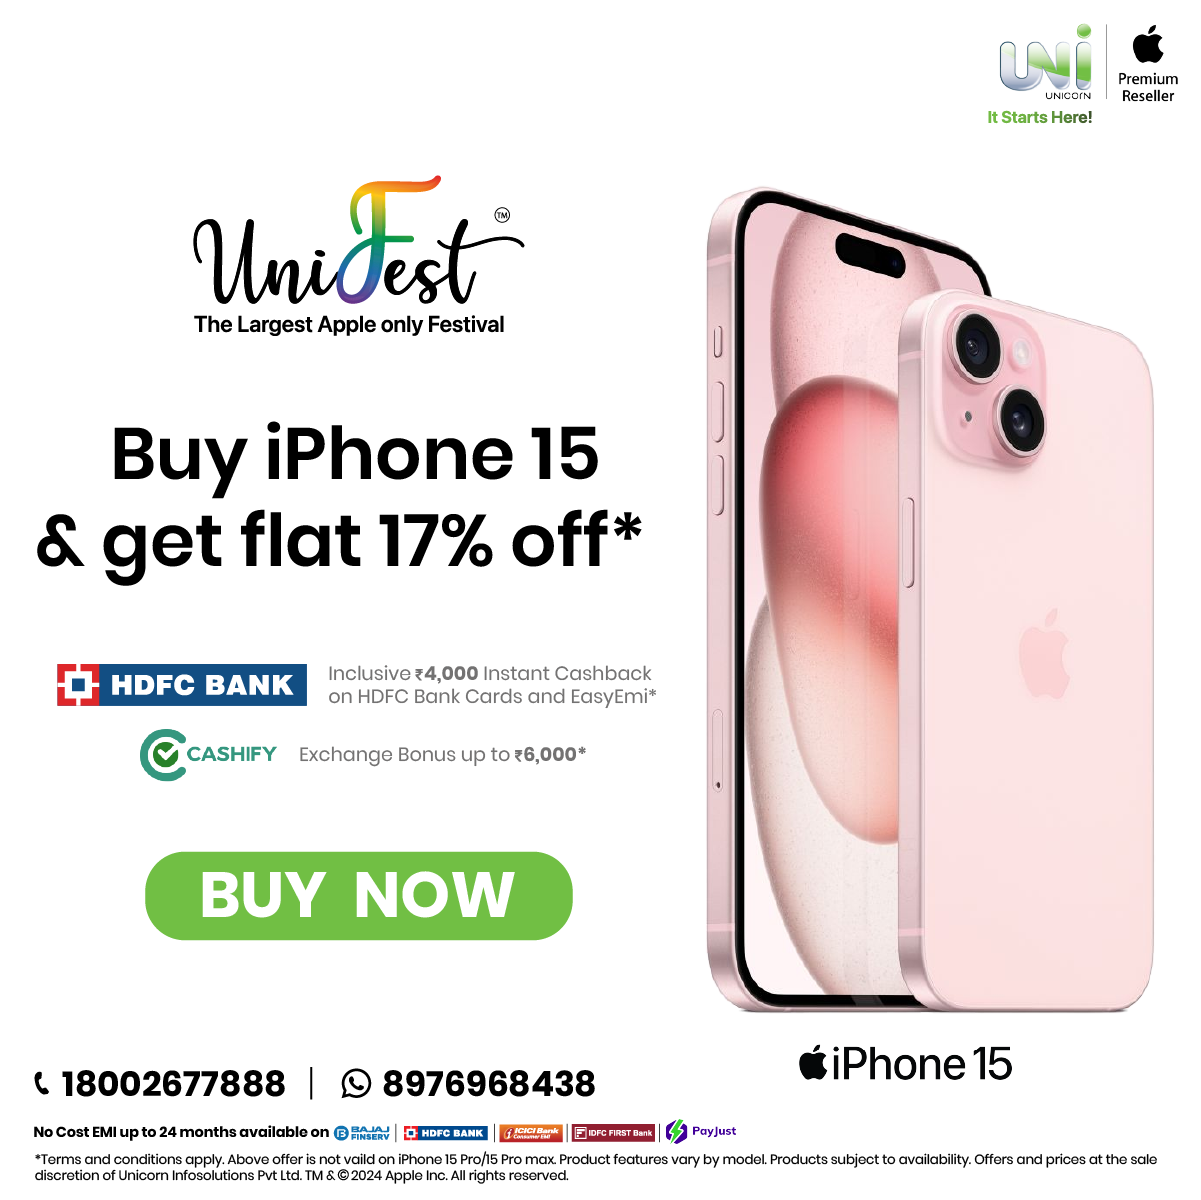 UNI
UNICORN
It Starts Here!
Premium
Reseller
UniFest TM
The Largest Apple only Festival
Buy iPhone 15
& get flat 17% off*
HDFC BANK
Inclusive ₹4,000 Instant Cashback
on HDFC Bank Cards and EasyEmi*
CASHIFY
Exchange Bonus up to ₹6,000*
BUY NOW
iPhone 15
18002677888 | 8976968438
No Cost EMI up to 24 months available on BAJAJ FINSERV | HDFC BANK | ICICI Bank Consumer EMI | IDFC FIRST Bank | PayJust
*Terms and conditions apply. Above offer is not vaild on iPhone 15 Pro/15 Pro max. Product features vary by model. Products subject to availability. Offers and prices at the sale
discretion of Unicorn Infosolutions Pvt Ltd. TM & © 2024 Apple Inc. All rights reserved.